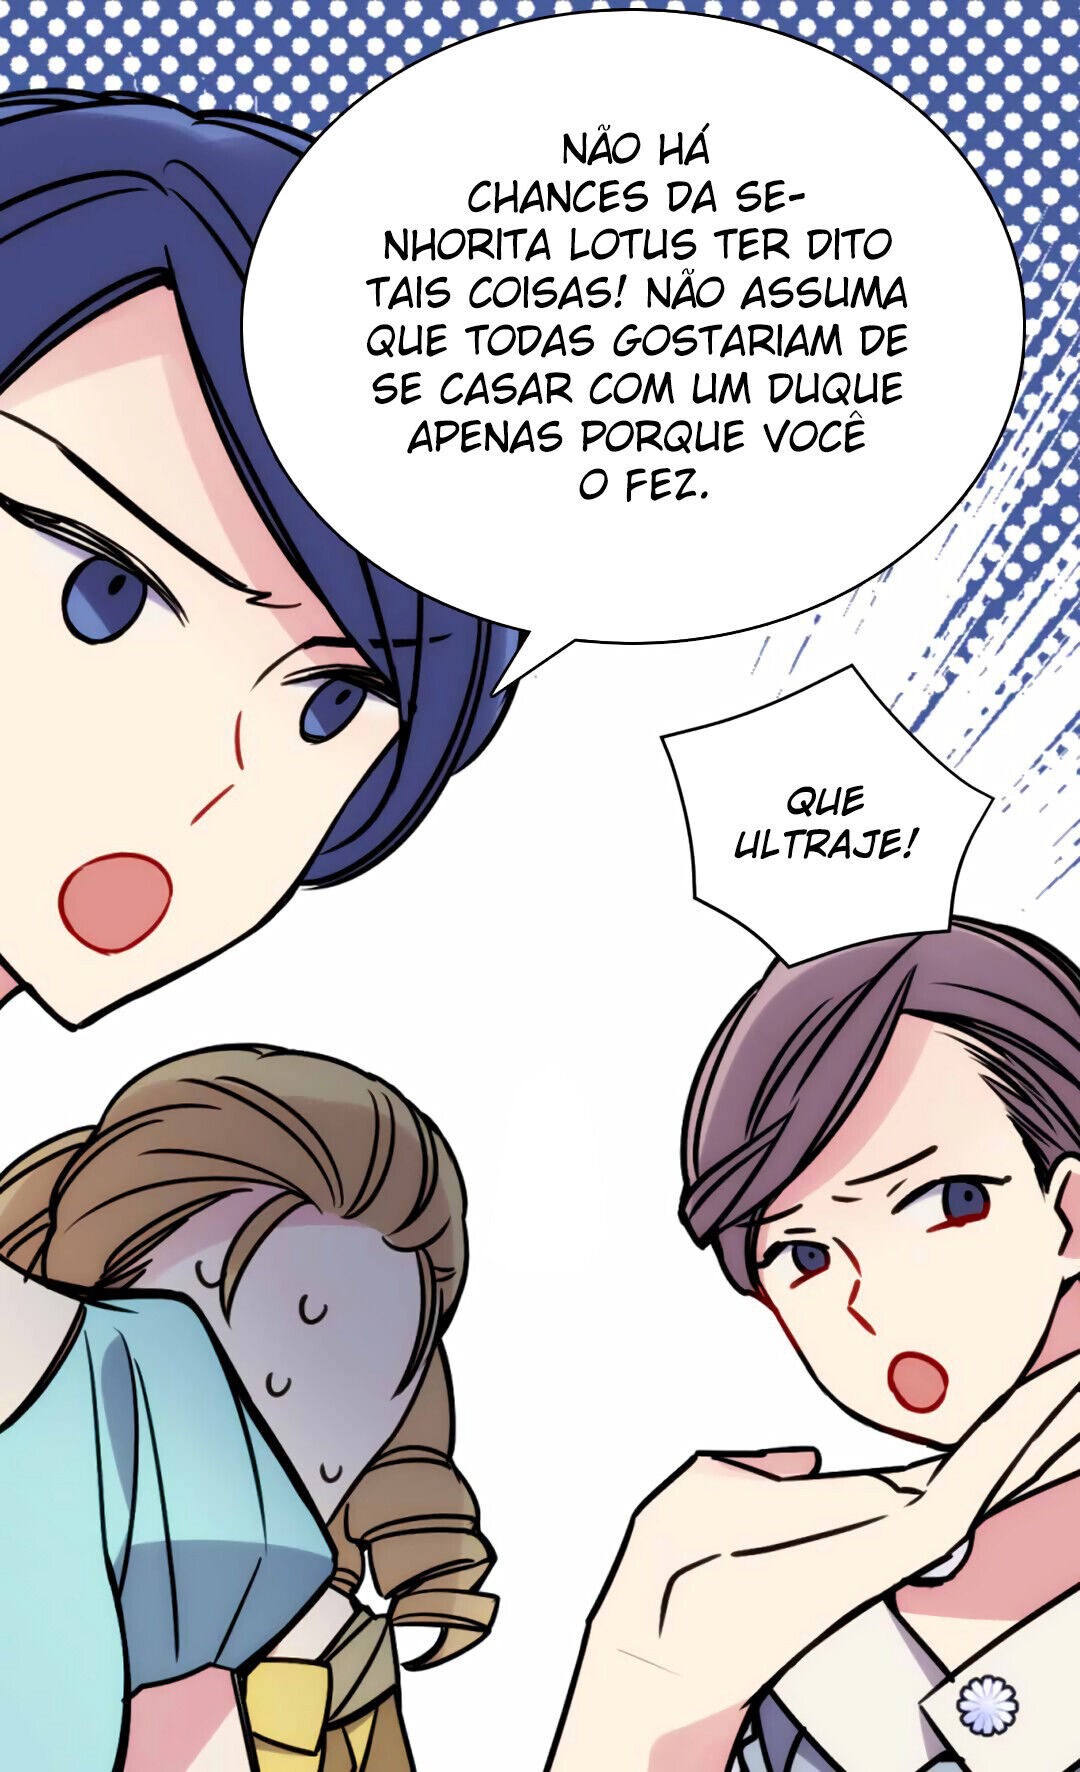 NÃO HÁ
CHANCES DA SE-
NHORITA LOTUS TER DITO
TAIS COISAS! NÃO ASSUMA
QUE TODAS GOSTARIAM DE
SE CASAR COM UM DUQUE
APENAS PORQUE VOCÊ
O FEZ.
QUE
ULTRAJE!